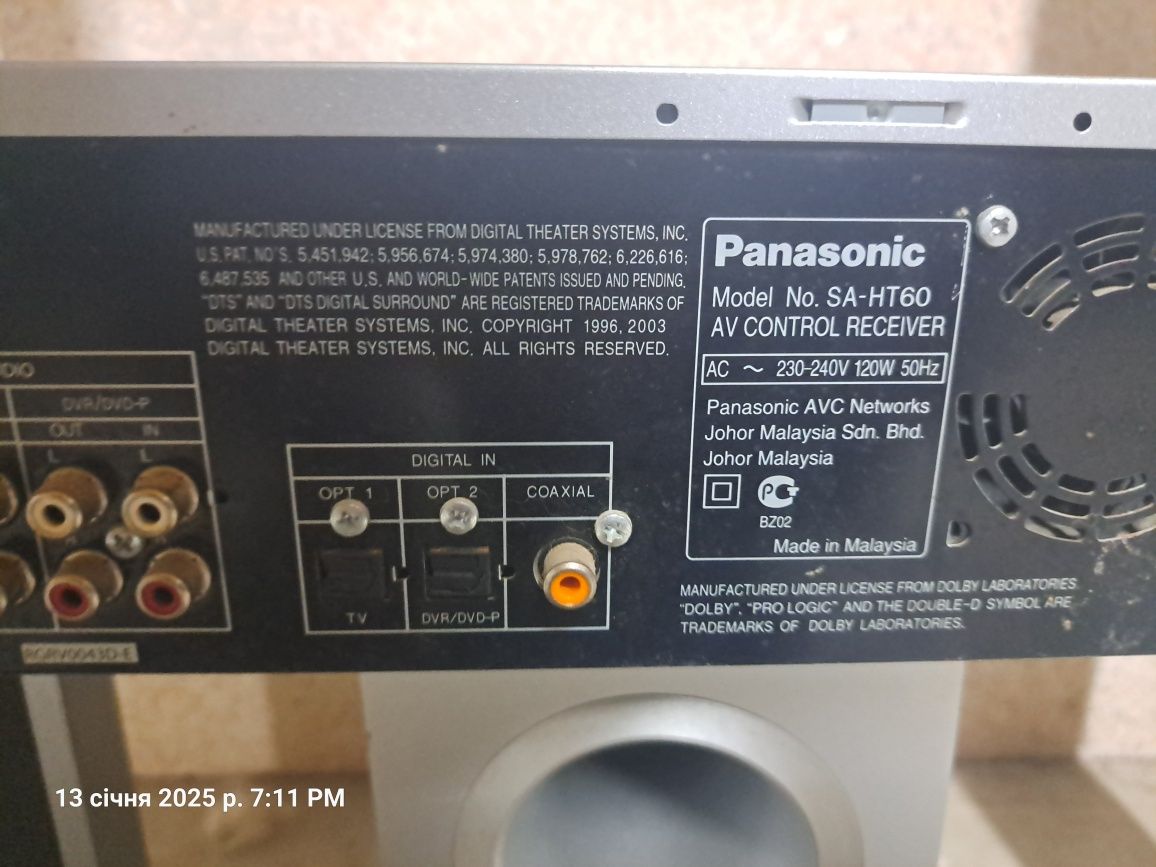 MANUFACTURED UNDER LICENSE FROM DIGITAL THEATER SYSTEMS, INC.
U.S. PAT. NO'S. 5,451,942; 5,956,674; 5,974,380; 5,978,762; 6,226,616;
6,487,535 AND OTHER U.S. AND WORLD-WIDE PATENTS ISSUED AND PENDING.
"DTS" AND "DTS DIGITAL SURROUND" ARE REGISTERED TRADEMARKS OF
DIGITAL THEATER SYSTEMS, INC. COPYRIGHT 1996, 2003
DIGITAL THEATER SYSTEMS, INC. ALL RIGHTS RESERVED.
Panasonic
Model No. SA-HT60
AV CONTROL RECEIVER
AC ~ 230-240V 120W 50Hz
Panasonic AVC Networks
Johor Malaysia Sdn. Bhd.
Johor Malaysia
BZ02
Made in Malaysia
DVR/DVD-P
OUT IN
L L
DIGITAL IN
OPT 1 OPT 2 COAXIAL
TV DVR/DVD-P
MANUFACTURED UNDER LICENSE FROM DOLBY LABORATORIES
"DOLBY", "PRO LOGIC" AND THE DOUBLE-D SYMBOL ARE
TRADEMARKS OF DOLBY LABORATORIES.
RGRV0043D-E
13 січня 2025 р. 7:11 PM